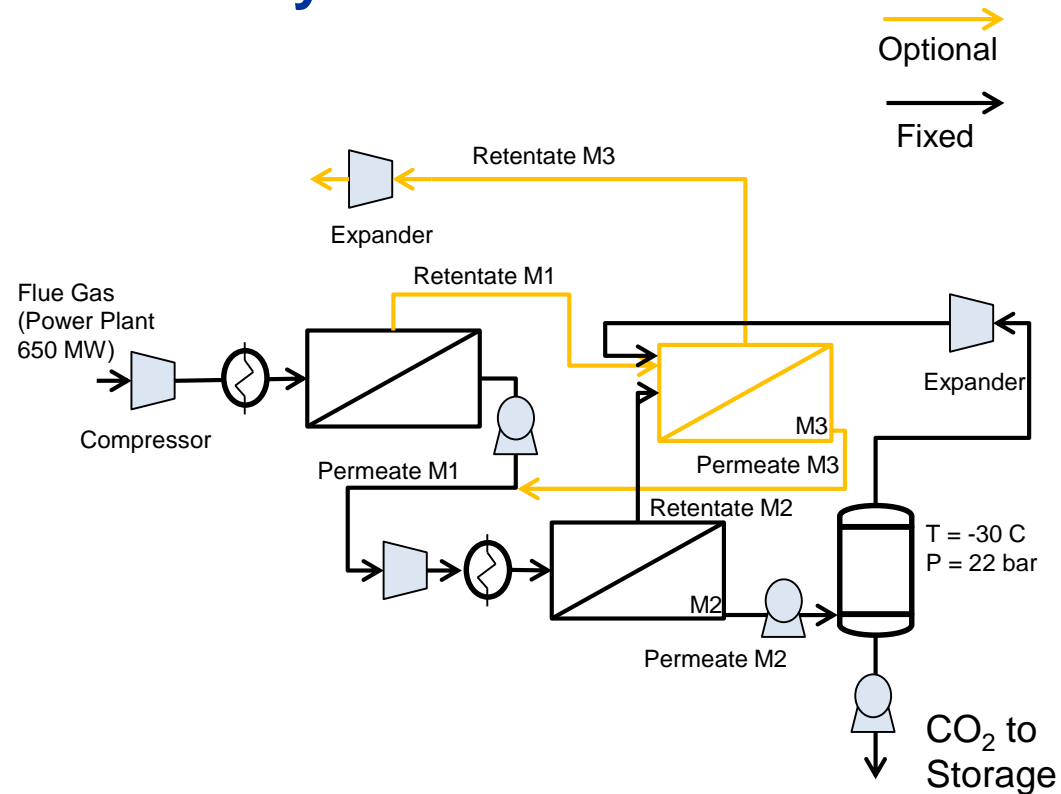 Optional
Fixed
Retentate M3
Expander
Retentate M1
Flue Gas
(Power Plant
650 MW)
Compressor
Expander
M3
Permeate M3
Permeate M1
Retentate M2
T = -30 C
P = 22 bar
M2
Permeate M2
CO₂ to
Storage